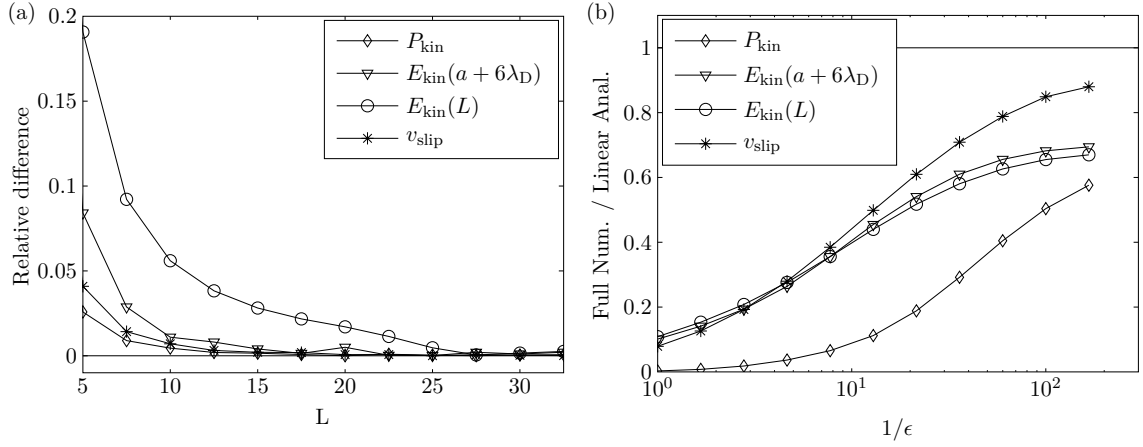 (a)
0.2
0.15
0.1
0.05
0
5
10
15
20
25
30
L
Relative difference
P_kin
E_kin(a + 6λ_D)
E_kin(L)
v_slip
(b)
1
0.8
0.6
0.4
0.2
0
10^0
10^1
10^2
1/ϵ
Full Num. / Linear Anal.
P_kin
E_kin(a + 6λ_D)
E_kin(L)
v_slip